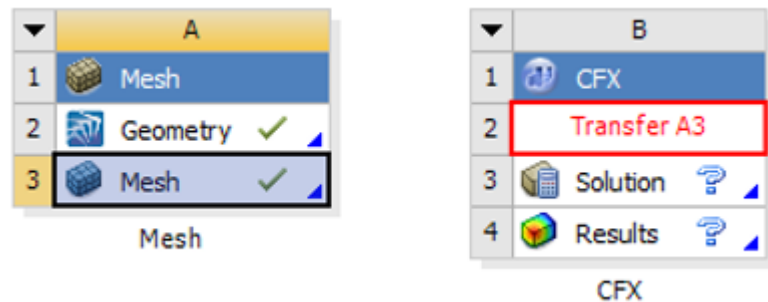 A
1 Mesh
2 Geometry
3 Mesh
Mesh
B
1 CFX
2 Transfer A3
3 Solution
4 Results
CFX